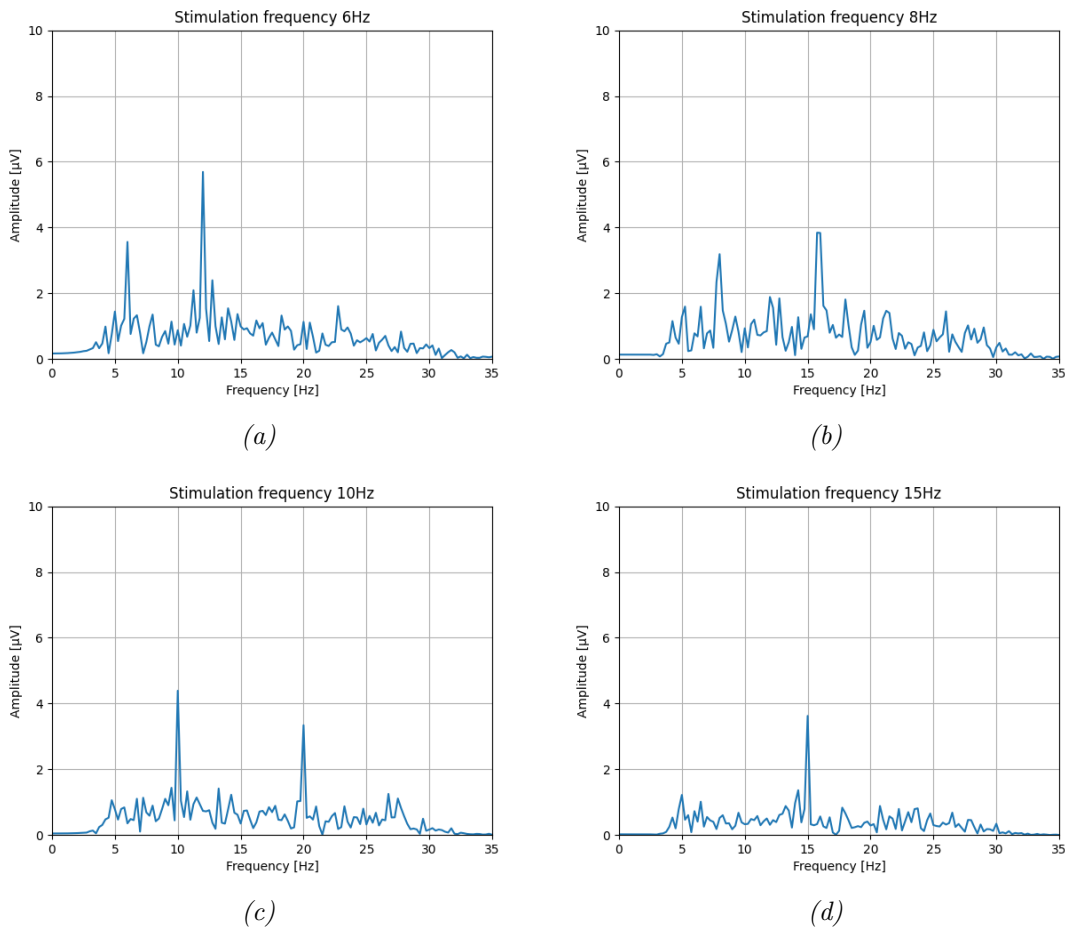 Stimulation frequency 6Hz
Amplitude [µV]
10
8
6
4
2
0
0 5 10 15 20 25 30 35
Frequency [Hz]
(a)
Stimulation frequency 8Hz
Amplitude [µV]
10
8
6
4
2
0
0 5 10 15 20 25 30 35
Frequency [Hz]
(b)
Stimulation frequency 10Hz
Amplitude [µV]
10
8
6
4
2
0
0 5 10 15 20 25 30 35
Frequency [Hz]
(c)
Stimulation frequency 15Hz
Amplitude [µV]
10
8
6
4
2
0
0 5 10 15 20 25 30 35
Frequency [Hz]
(d)